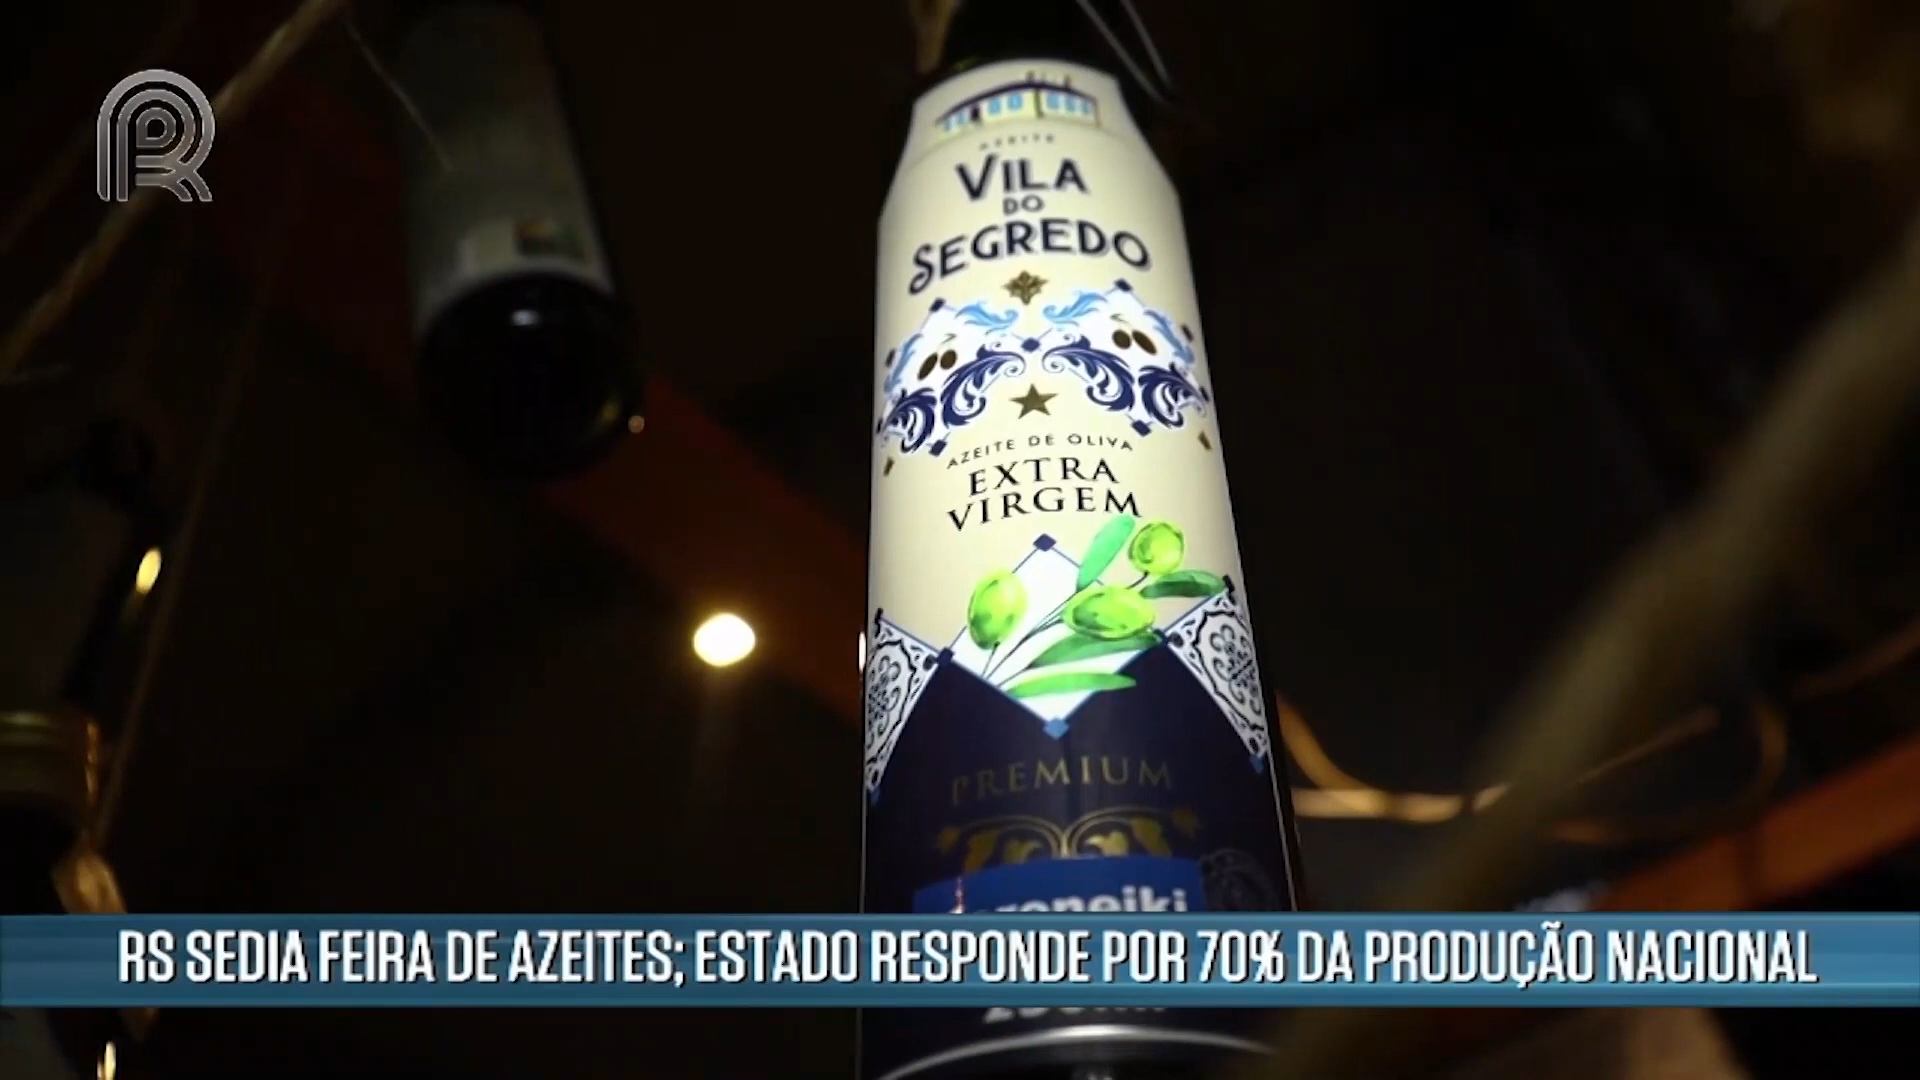 AZEITE
VILA
DO
SEGREDO
AZEITE DE OLIVA
EXTRA
VIRGEM
PREMIUM
RS SEDIA FEIRA DE AZEITES; ESTADO RESPONDE POR 70% DA PRODUÇÃO NACIONAL